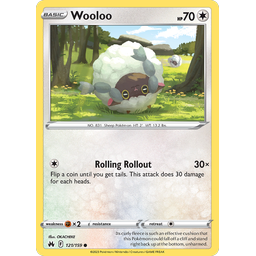 BASIC
Wooloo
HP70
NO. 831 Sheep Pokémon HT: 2' WT: 13.2 lbs.
Rolling Rollout 30×
Flip a coin until you get tails. This attack does 30 damage
for each heads.
weakness ×2 resistance retreat
Illus. OKACHEKE
Its curly fleece is such an effective cushion that
this Pokémon could fall off a cliff and stand
right back up at the bottom, unharmed.
125/159